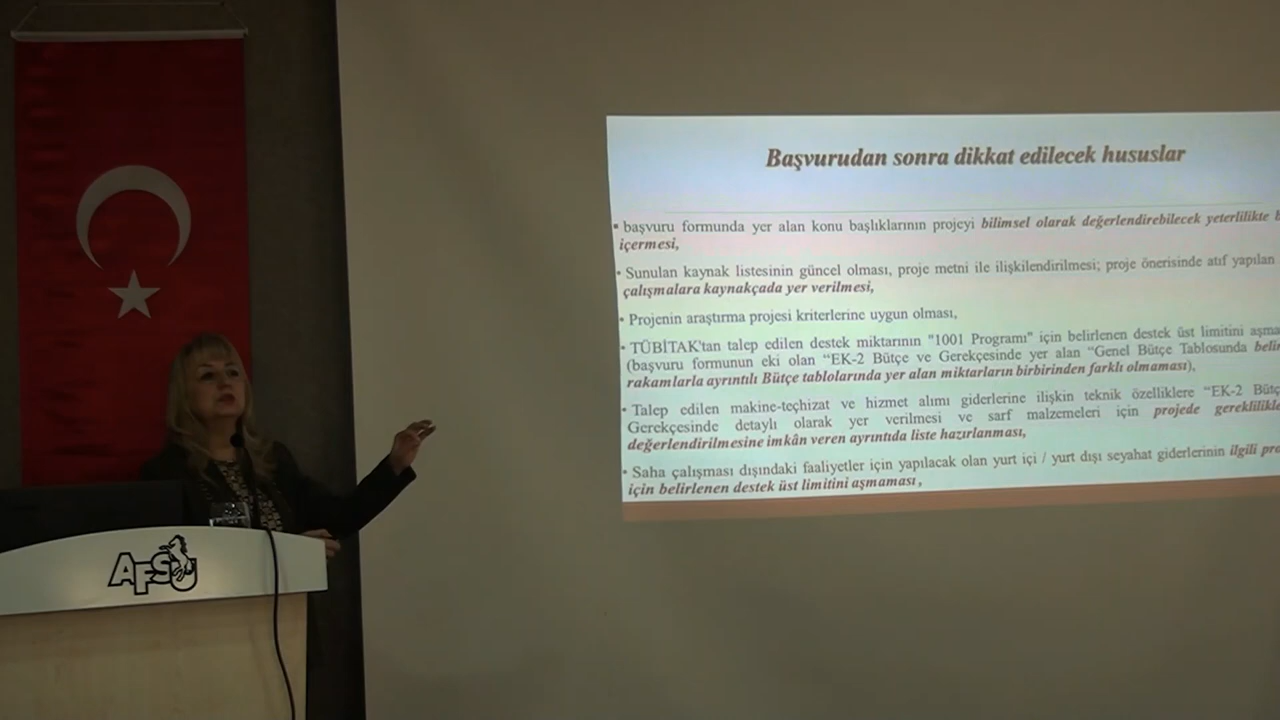 Başvurudan sonra dikkat edilecek hususlar
▪ başvuru formunda yer alan konu başlıklarının projeyi bilimsel olarak değerlendirebilecek yeterlilikte
içermesi,
• Sunulan kaynak listesinin güncel olması, proje metni ile ilişkilendirilmesi; proje önerisinde atıf yapılan
çalışmalara kaynakçada yer verilmesi,
• Projenin araştırma projesi kriterlerine uygun olması,
• TÜBİTAK'tan talep edilen destek miktarının "1001 Programı" için belirlenen destek üst limitini
(başvuru formunun eki olan “EK-2 Bütçe ve Gerekçesinde yer alan “Genel Bütçe Tablosunda
rakamlarla ayrıntılı Bütçe tablolarında yer alan miktarların birbirinden farklı olmaması),
• Talep edilen makine-teçhizat ve hizmet alımı giderlerine ilişkin teknik özelliklere “EK-2
Gerekçesinde detaylı olarak yer verilmesi ve sarf malzemeleri için projede
değerlendirilmesine imkân veren ayrıntıda liste hazırlanması,
• Saha çalışması dışındaki faaliyetler için yapılacak olan yurt içi / yurt dışı seyahat giderlerinin ilgili
için belirlenen destek üst limitini aşmaması,
AFSU